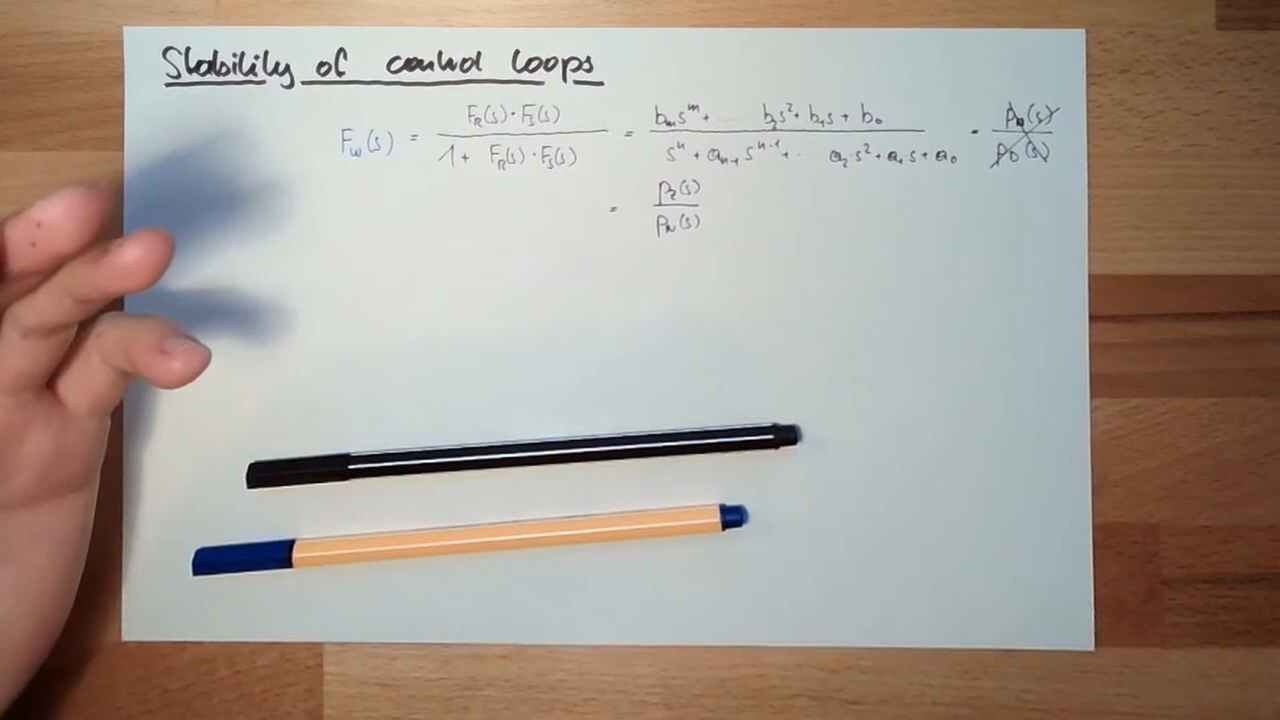 Stability of control loops
F_w(s) = F_R(s)·F_S(s) / 1 + F_R(s)·F_S(s) = b_m s^m + ..... b_2 s^2 + b_1 s + b_0 / s^n + a_{n-1} s^{n-1} + ... a_2·s^2 + a_1 s + a_0 =
= p_z(s) / p_N(s)